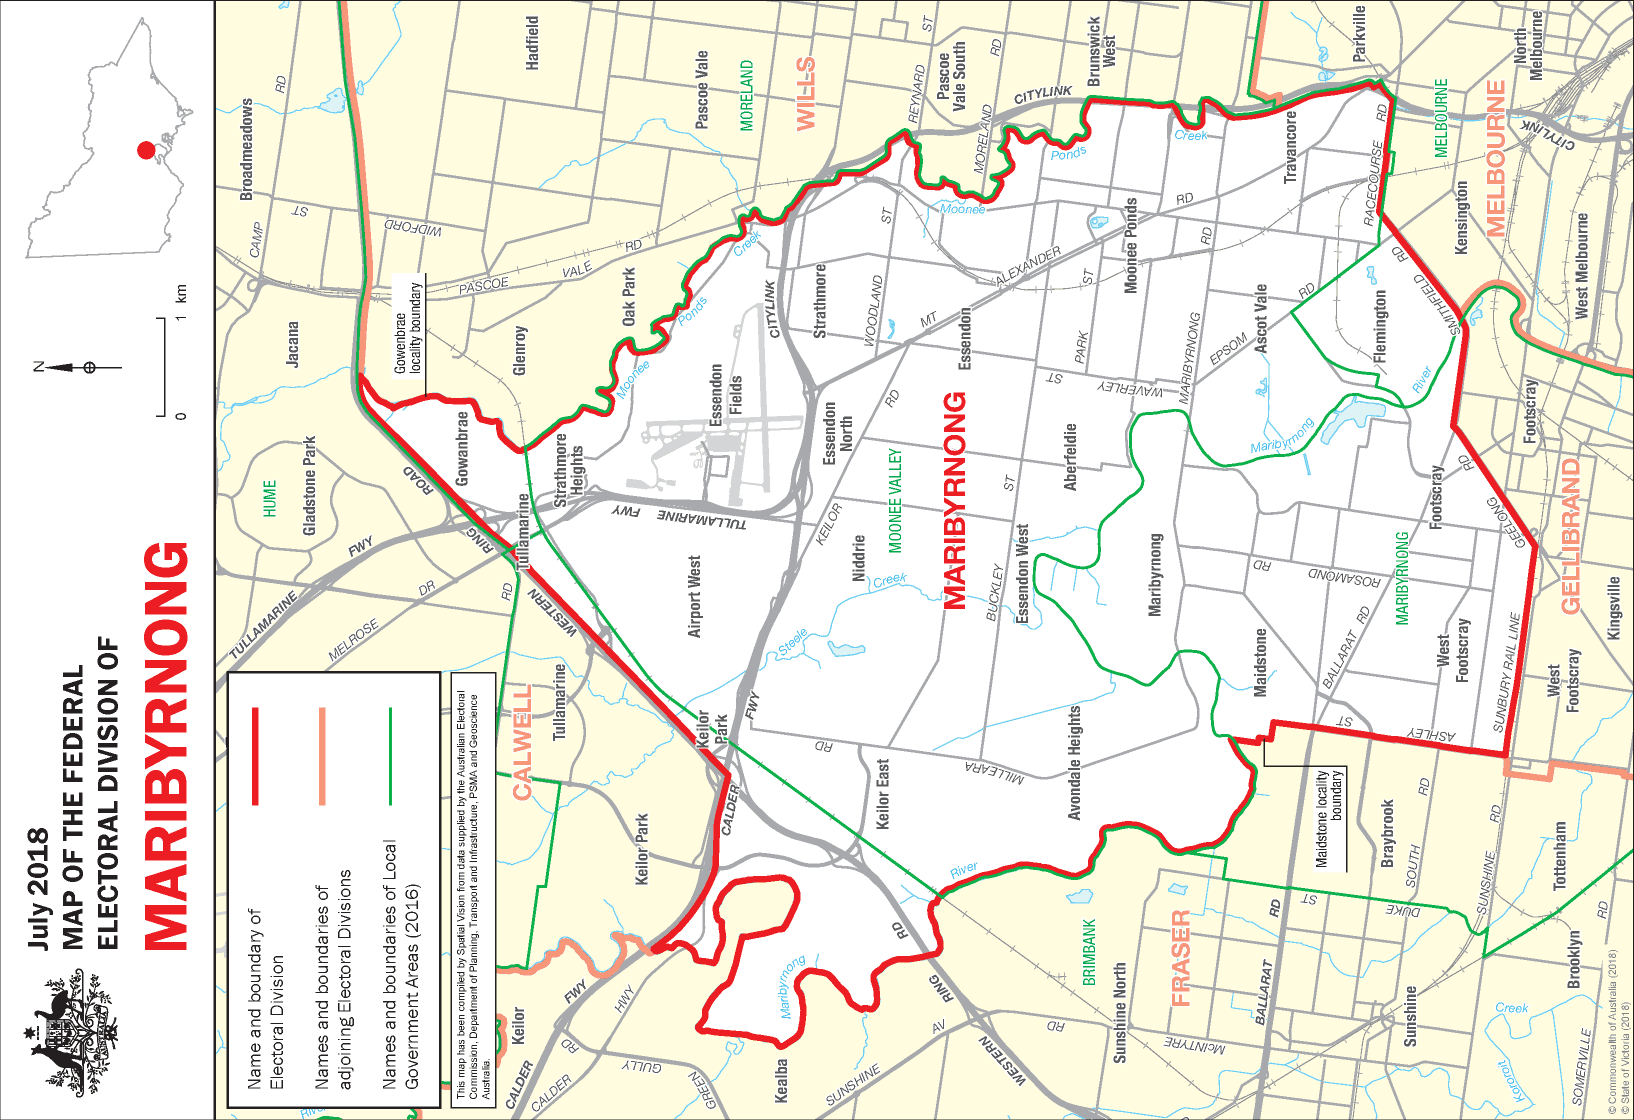 July 2018
MAP OF THE FEDERAL
ELECTORAL DIVISION OF
MARIBYRNONG
N
0
1 km
Name and boundary of
Electoral Division
Names and boundaries of
adjoining Electoral Divisions
Names and boundaries of Local
Government Areas (2016)
This map has been compiled by Spatial Vision from data supplied by the Australian Electoral
Commission, Department of Planning, Transport and Infrastructure, PSMA and Geoscience
Australia.
Broadmeadows
RD
CAMP
ST
Hadfield
WIDFORD
PASCOE
VALE
RD
Pascoe Vale
MORELAND
WILLS
REYNARD
ST
Pascoe
Vale South
RD
MORELAND
CITYLINK
Brunswick
West
Parkville
North
Melbourne
MELBOURNE
MELBOURNE
CITYLINK
Jacana
Gowenbrae
locality boundary
Glenroy
Oak Park
Moonee
Ponds
Creek
CITYLINK
Strathmore
WOODLAND
ST
Moonee
Ponds
Creek
MT
ALEXANDER
RD
Essendon
PARK
ST
Moonee Ponds
RD
Travancore
RACECOURSE
RD
Kensington
West Melbourne
SMITHFIELD
RD
Flemington
Ascot Vale
EPSOM
RD
MARIBYRNONG
WAVERLEY
ST
River
Maribyrnong
Footscray
HUME
Gladstone Park
ROAD
RING
WESTERN
Gowanbrae
Tullamarine
Strathmore
Heights
Essendon
Fields
TULLAMARINE
FWY
Essendon
North
KEILOR
RD
Niddrie
MOONEE VALLEY
MARIBYRNONG
BUCKLEY
ST
Essendon West
Aberfeldie
Maribyrnong
ROSAMOND
RD
MARIBYRNONG
Footscray
GEELONG
RD
GELLIBRAND
Kingsville
TULLAMARINE
FWY
MELROSE
DR
RD
CALWELL
Tullamarine
Airport West
Steele
Creek
Keilor
Park
FWY
CALDER
Keilor Park
MILLEARA
RD
Keilor East
Avondale Heights
Maidstone
BALLARAT
RD
West
Footscray
ASHLEY
ST
SUNBURY RAIL LINE
West
Footscray
Maidstone locality
boundary
River
Maribyrnong
RING
RD
WESTERN
BRIMBANK
FRASER
BALLARAT
RD
Braybrook
SOUTH
RD
DUKE
ST
SUNSHINE
RD
Tottenham
Brooklyn
RD
SOMERVILLE
Kororoit
Creek
Sunshine
Sunshine North
McINTYRE
RD
SUNSHINE
AV
Kealba
GREEN
GULLY
RD
CALDER
HWY
CALDER
FWY
Keilor
River
© Commonwealth of Australia (2018)
© State of Victoria (2018)